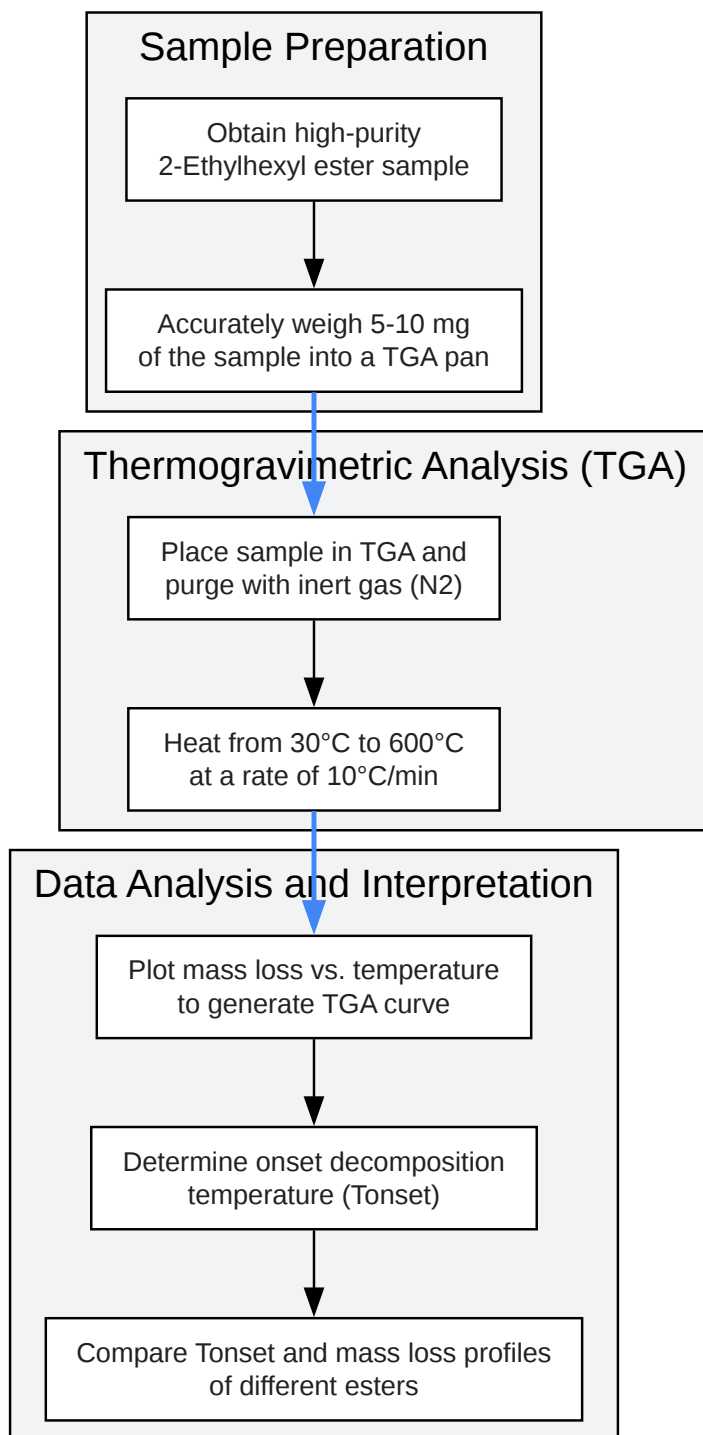 Sample Preparation
Obtain high-purity
2-Ethylhexyl ester sample
Accurately weigh 5-10 mg
of the sample into a TGA pan
Thermogravimetric Analysis (TGA)
Place sample in TGA and
purge with inert gas (N2)
Heat from 30°C to 600°C
at a rate of 10°C/min
Data Analysis and Interpretation
Plot mass loss vs. temperature
to generate TGA curve
Determine onset decomposition
temperature (Tonset)
Compare Tonset and mass loss profiles
of different esters